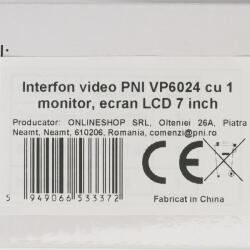 l:
Interfon video PNI VP6024 cu 1
monitor, ecran LCD 7 inch
Producator: ONLINESHOP SRL, Olteniei 26A, Piatra
Neamt, Neamt, 610206, Romania, comenzi@pni.ro
CE
5 949066 533372
Fabricat in China